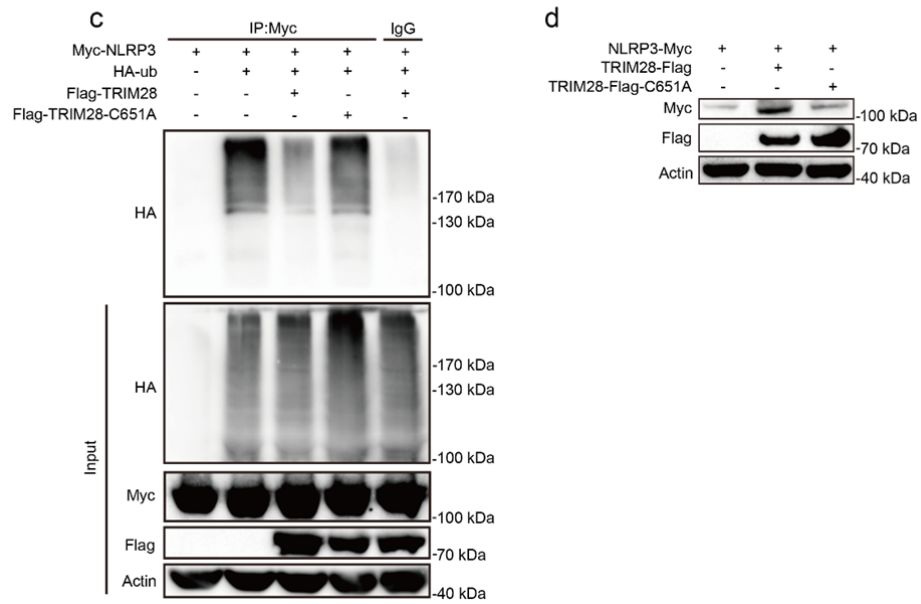 c
IP:Myc IgG
Myc-NLRP3 + + + + +
HA-ub - + + + +
Flag-TRIM28 - - + - +
Flag-TRIM28-C651A - - - + -
HA
-170 kDa
-130 kDa
-100 kDa
Input
HA
-170 kDa
-130 kDa
-100 kDa
Myc
-100 kDa
Flag
-70 kDa
Actin
-40 kDa
d
NLRP3-Myc + + +
TRIM28-Flag - + -
TRIM28-Flag-C651A - - +
Myc
-100 kDa
Flag
-70 kDa
Actin
-40 kDa